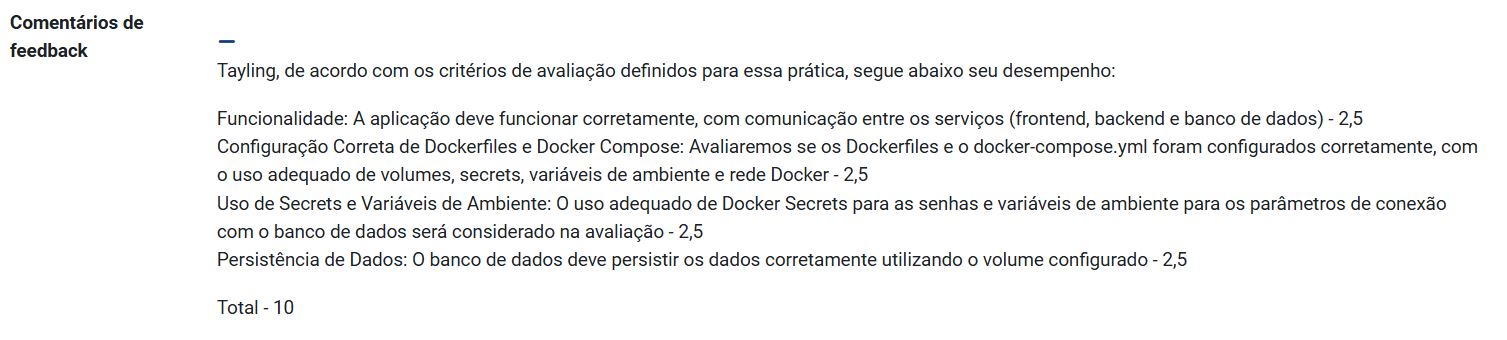 Comentários de
feedback
Tayling, de acordo com os critérios de avaliação definidos para essa prática, segue abaixo seu desempenho:
Funcionalidade: A aplicação deve funcionar corretamente, com comunicação entre os serviços (frontend, backend e banco de dados) - 2,5
Configuração Correta de Dockerfiles e Docker Compose: Avaliaremos se os Dockerfiles e o docker-compose.yml foram configurados corretamente, com
o uso adequado de volumes, secrets, variáveis de ambiente e rede Docker - 2,5
Uso de Secrets e Variáveis de Ambiente: O uso adequado de Docker Secrets para as senhas e variáveis de ambiente para os parâmetros de conexão
com o banco de dados será considerado na avaliação - 2,5
Persistência de Dados: O banco de dados deve persistir os dados corretamente utilizando o volume configurado - 2,5
Total - 10